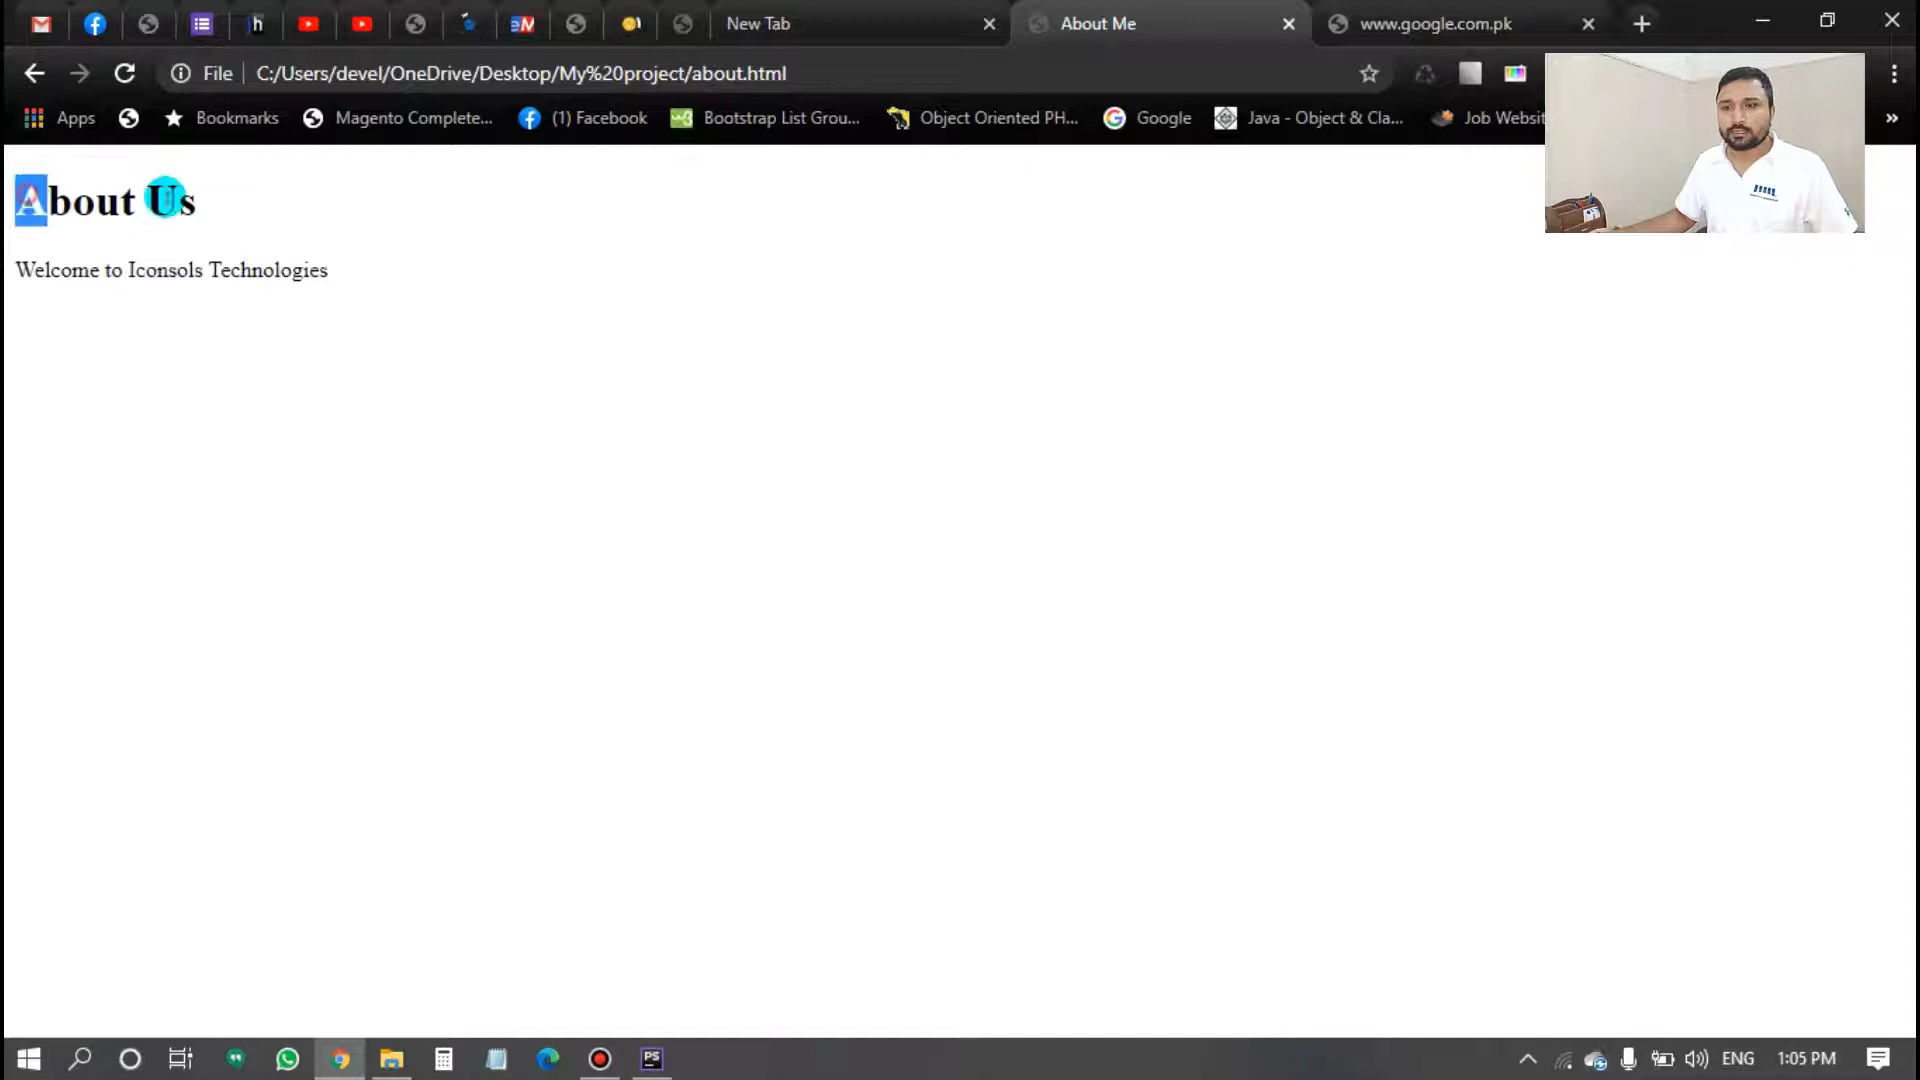 New Tab
About Me
www.google.com.pk
File
C:/Users/devel/OneDrive/Desktop/My%20project/about.html
Apps
Bookmarks
Magento Complete...
(1) Facebook
Bootstrap List Grou...
Object Oriented PH...
Google
Java - Object & Cla...
Job Websit
»
About Us
Welcome to Iconsols Technologies
PS
ENG
1:05 PM